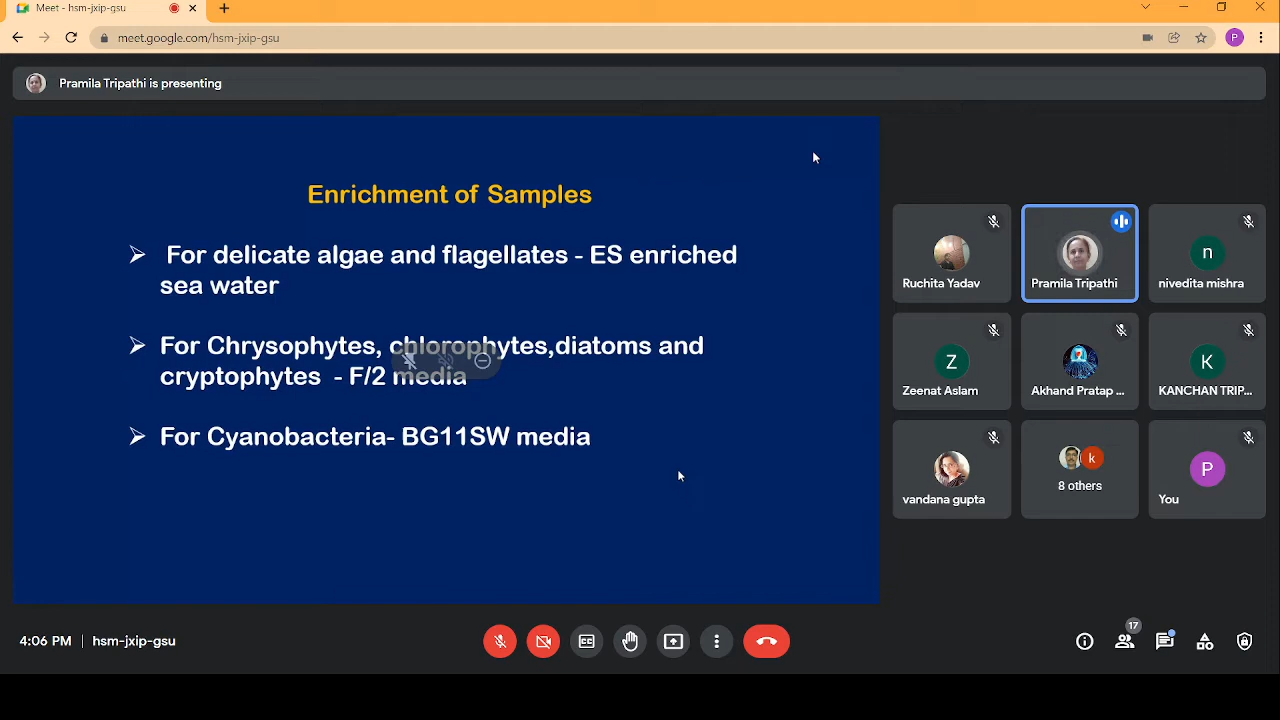 Meet - hsm-jxip-gsu
meet.google.com/hsm-jxip-gsu
P
Pramila Tripathi is presenting
Enrichment of Samples
➢ For delicate algae and flagellates - ES enriched
sea water
➢ For Chrysophytes, chlorophytes,diatoms and
cryptophytes - F/2 media
➢ For Cyanobacteria- BG11SW media
Ruchita Yadav
Pramila Tripathi
n
nivedita mishra
Z
Zeenat Aslam
Akhand Pratap ...
K
KANCHAN TRIP...
vandana gupta
k
8 others
P
You
4:06 PM | hsm-jxip-gsu
CC
17